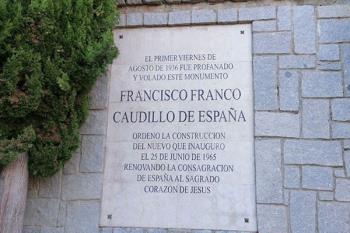 EL PRIMER VIERNES DE
AGOSTO DE 1936 FUE PROFANADO
Y VOLADO ESTE MONUMENTO
FRANCISCO FRANCO
CAUDILLO DE ESPAÑA
ORDENO LA CONSTRUCCION
DEL NUEVO QUE INAUGURO
EL 25 DE JUNIO DE 1965
RENOVANDO LA CONSAGRACION
DE ESPAÑA AL SAGRADO
CORAZON DE JESUS